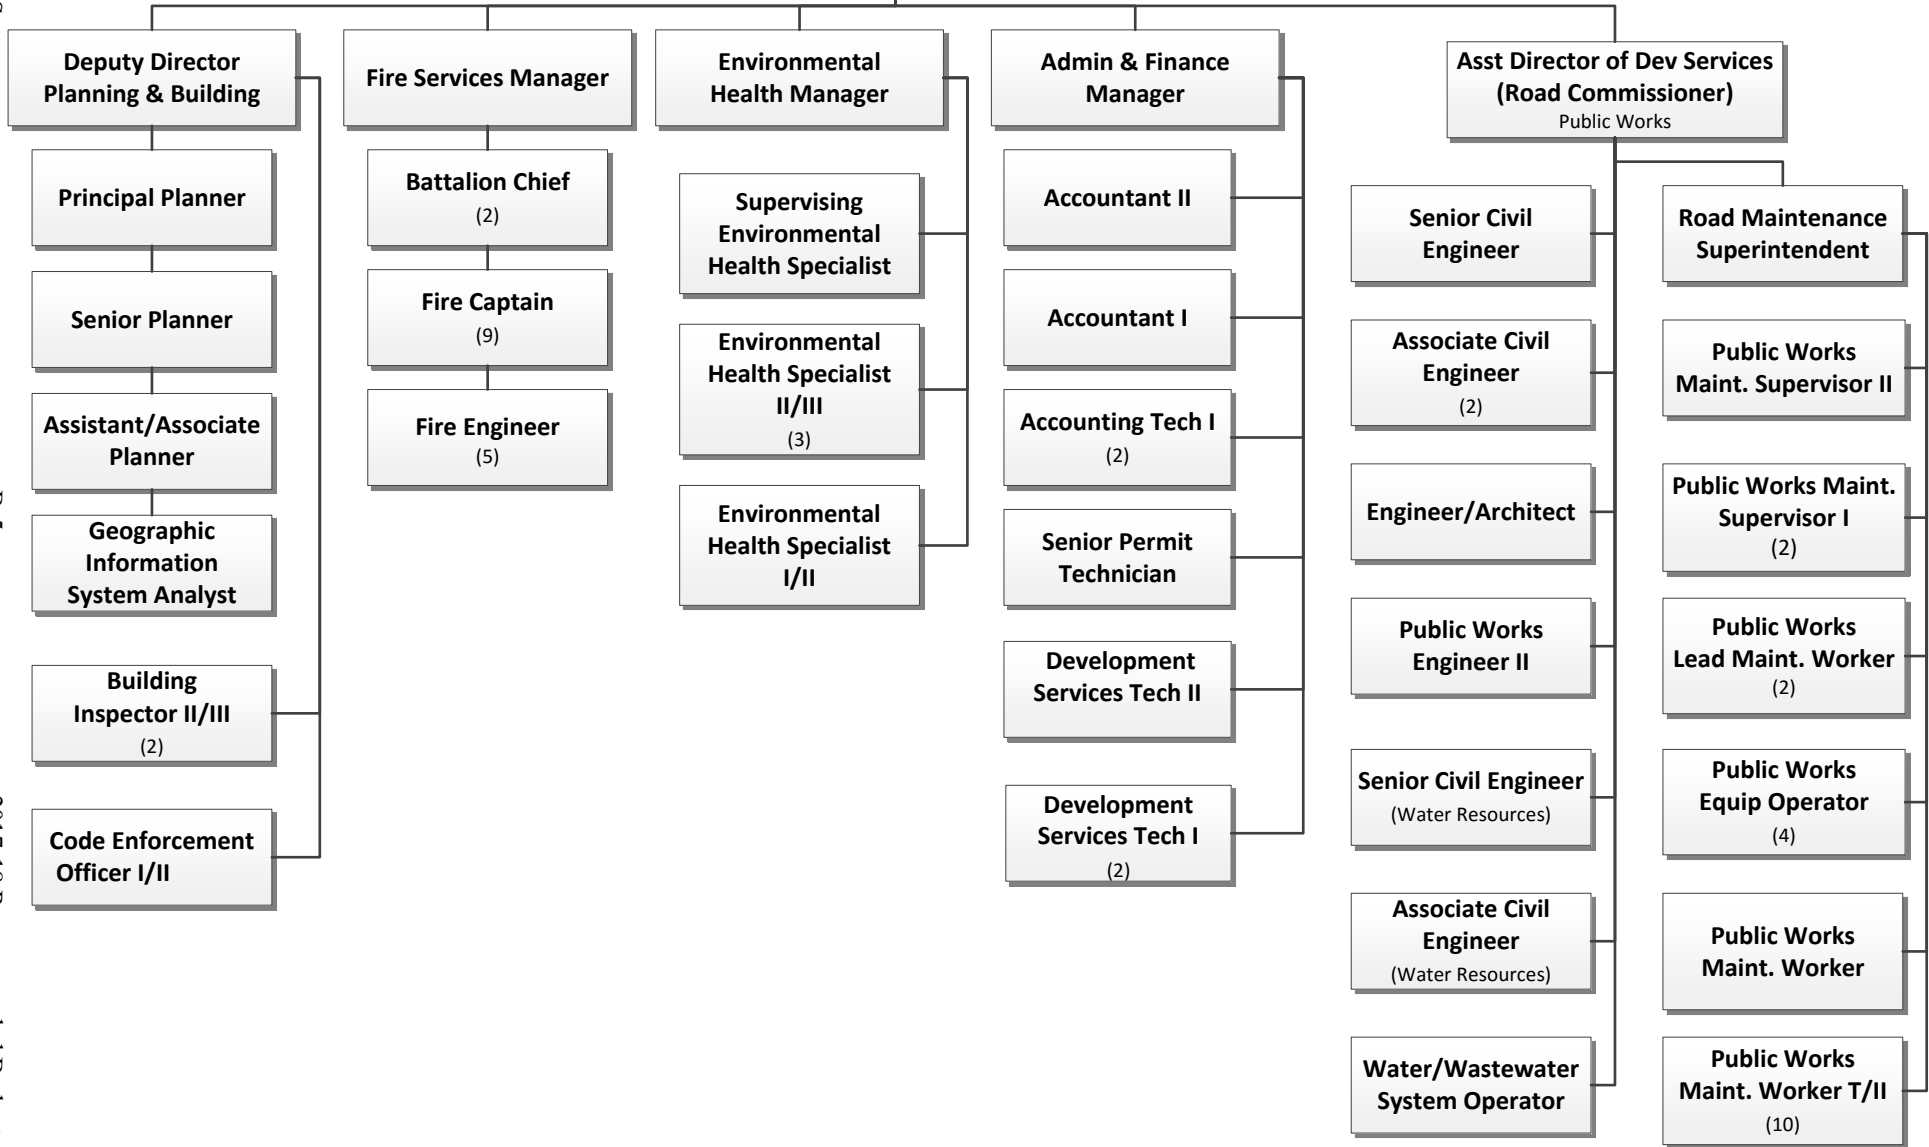 Deputy Director
Planning & Building
Principal Planner
Senior Planner
Assistant/Associate
Planner
Geographic
Information
System Analyst
Building
Inspector II/III
(2)
Code Enforcement
Officer I/II
Fire Services Manager
Battalion Chief
(2)
Fire Captain
(9)
Fire Engineer
(5)
Environmental
Health Manager
Supervising
Environmental
Health Specialist
Environmental
Health Specialist
II/III
(3)
Environmental
Health Specialist
I/II
Admin & Finance
Manager
Accountant II
Accountant I
Accounting Tech I
(2)
Senior Permit
Technician
Development
Services Tech II
Development
Services Tech I
(2)
Asst Director of Dev Services
(Road Commissioner)
Public Works
Senior Civil
Engineer
Associate Civil
Engineer
(2)
Engineer/Architect
Public Works
Engineer II
Senior Civil Engineer
(Water Resources)
Associate Civil
Engineer
(Water Resources)
Water/Wastewater
System Operator
Road Maintenance
Superintendent
Public Works
Maint. Supervisor II
Public Works Maint.
Supervisor I
(2)
Public Works
Lead Maint. Worker
(2)
Public Works
Equip Operator
(4)
Public Works
Maint. Worker
Public Works
Maint. Worker T/II
(10)